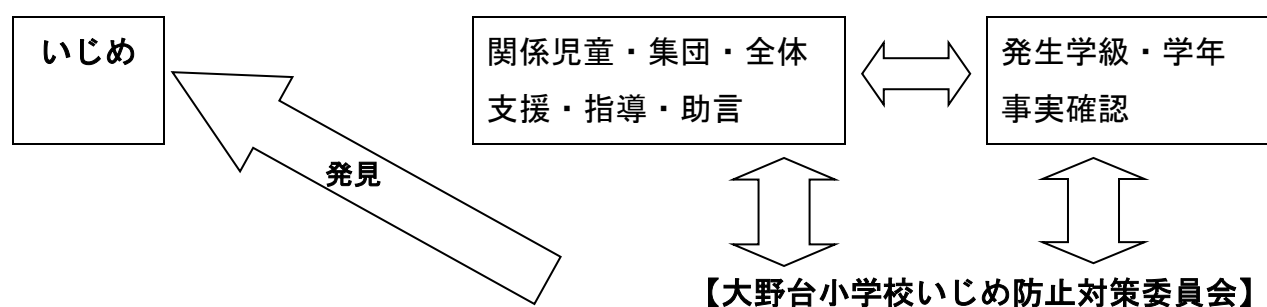 いじめ
関係児童・集団・全体
支援・指導・助言
発生学級・学年
事実確認
発見
【大野台小学校いじめ防止対策委員会】